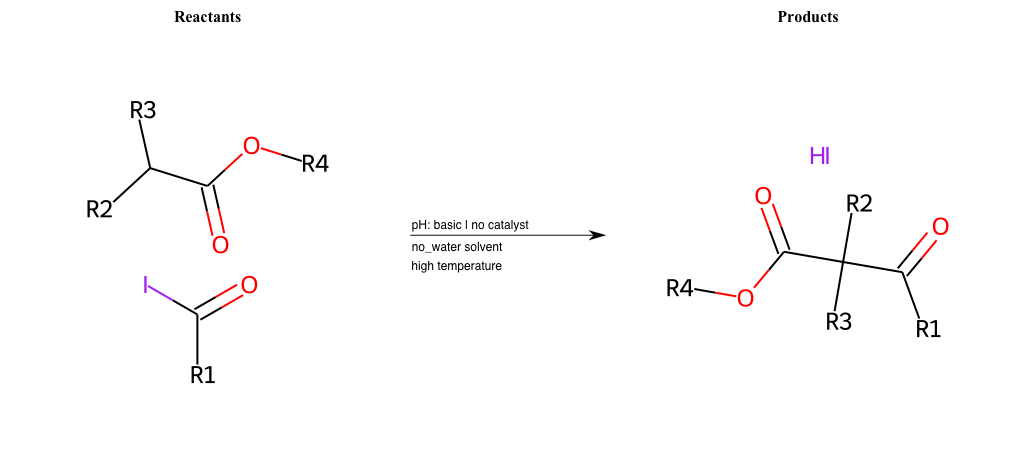 Reactants
Products
R3
O
R4
R2
O
I
O
R1
pH: basic | no catalyst
no_water solvent
high temperature
HI
O
R2
O
R4
O
R3
R1